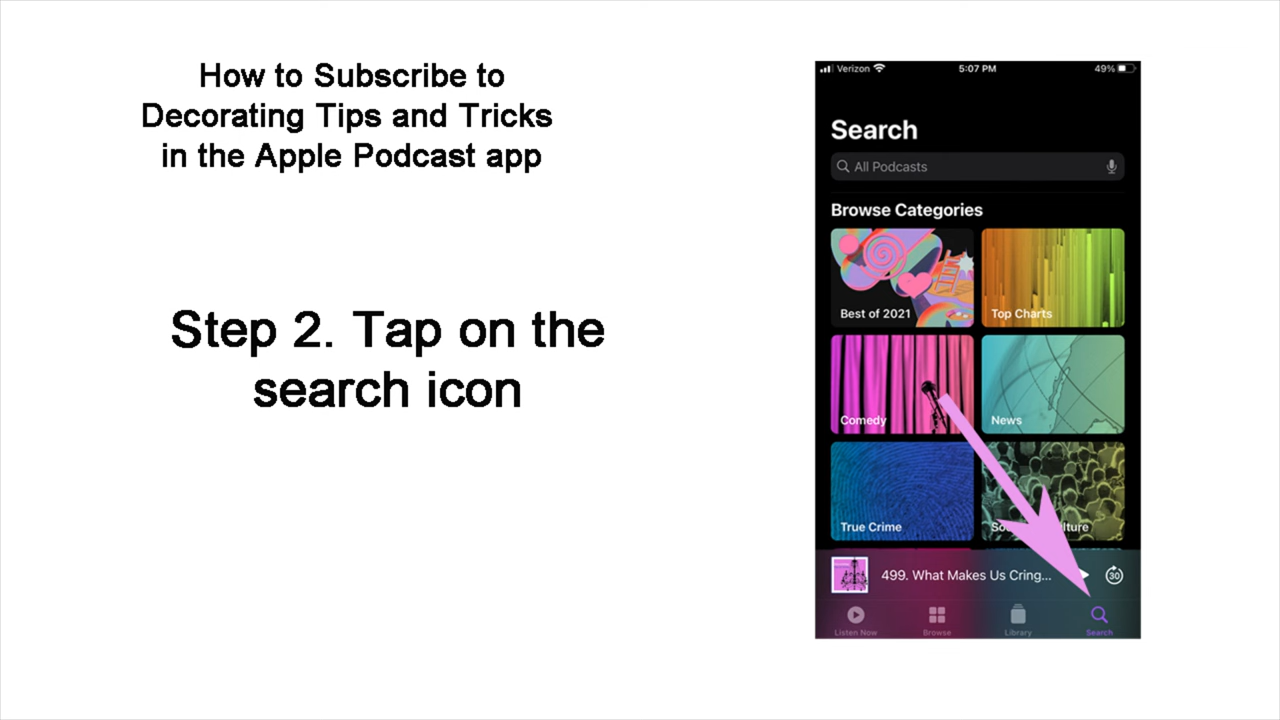 How to Subscribe to
Decorating Tips and Tricks
in the Apple Podcast app
Step 2. Tap on the
search icon
Verizon 5:07 PM 49%
Search
All Podcasts
Browse Categories
Best of 2021 Top Charts
Comedy News
True Crime
499. What Makes Us Cring... 30
Listen Now Browse Library Search